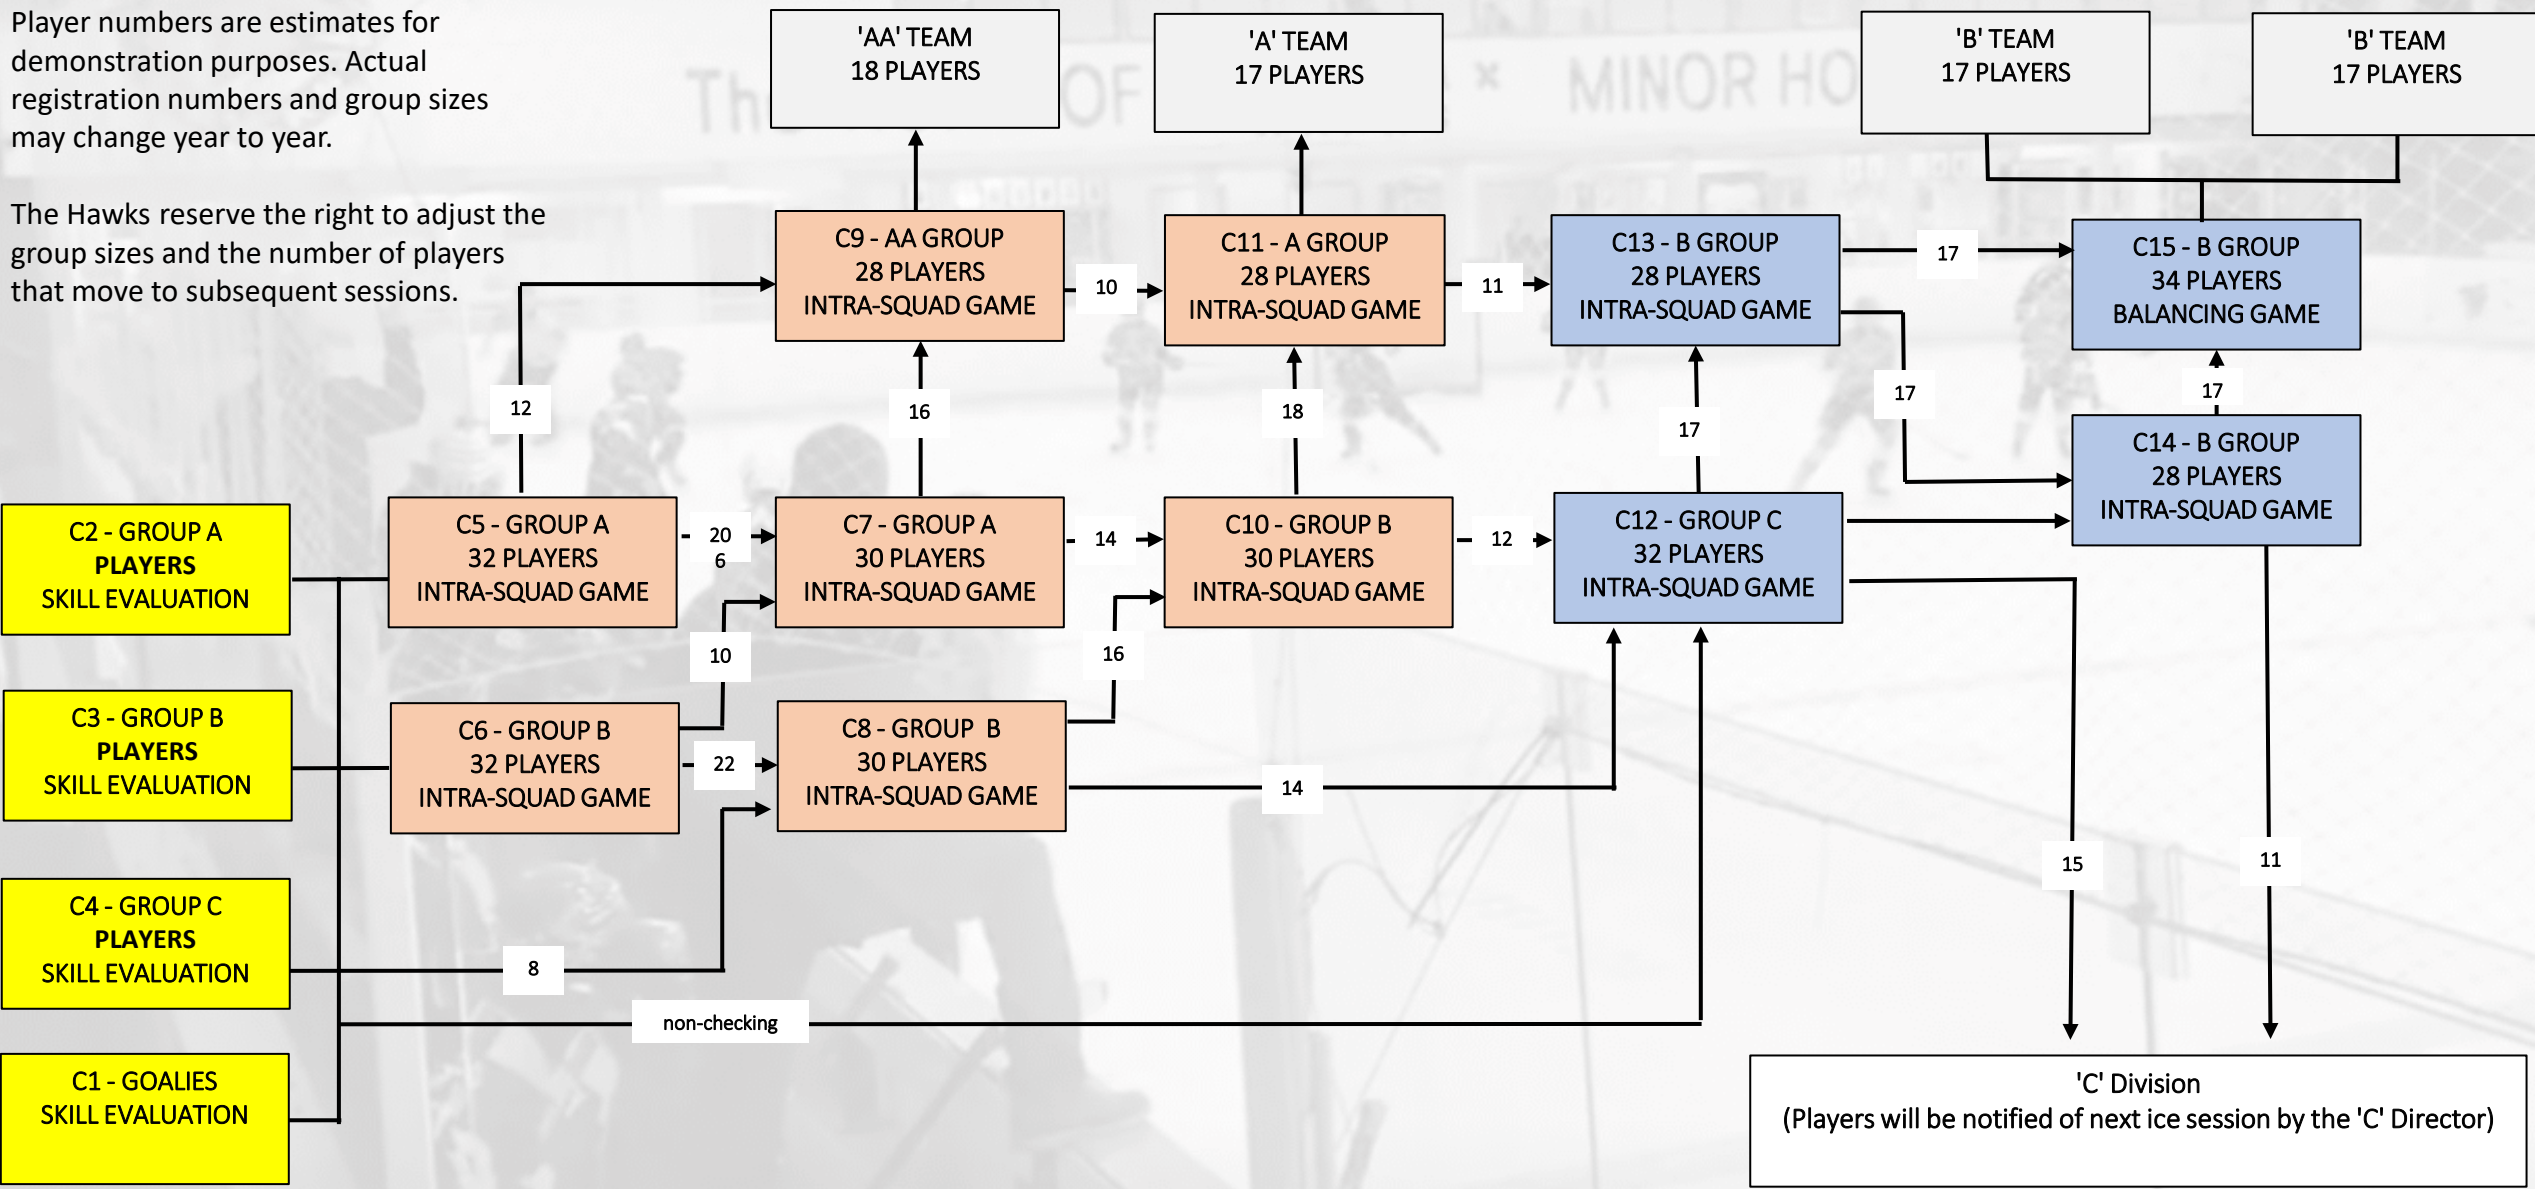 Player numbers are estimates for
demonstration purposes. Actual
registration numbers and group sizes
may change year to year.
The Hawks reserve the right to adjust the
group sizes and the number of players
that move to subsequent sessions.
'AA' TEAM
18 PLAYERS
'A' TEAM
17 PLAYERS
'B' TEAM
17 PLAYERS
'B' TEAM
17 PLAYERS
OF
MINOR HO
C9 - AA GROUP
28 PLAYERS
INTRA-SQUAD GAME
10
C11 - A GROUP
28 PLAYERS
INTRA-SQUAD GAME
11
C13 - B GROUP
28 PLAYERS
INTRA-SQUAD GAME
17
C15 - B GROUP
34 PLAYERS
BALANCING GAME
12
16
18
17
17
17
C14 - B GROUP
28 PLAYERS
INTRA-SQUAD GAME
C2 - GROUP A
PLAYERS
SKILL EVALUATION
C5 - GROUP A
32 PLAYERS
INTRA-SQUAD GAME
20
6
C7 - GROUP A
30 PLAYERS
INTRA-SQUAD GAME
14
C10 - GROUP B
30 PLAYERS
INTRA-SQUAD GAME
12
C12 - GROUP C
32 PLAYERS
INTRA-SQUAD GAME
10
16
C3 - GROUP B
PLAYERS
SKILL EVALUATION
C6 - GROUP B
32 PLAYERS
INTRA-SQUAD GAME
22
C8 - GROUP B
30 PLAYERS
INTRA-SQUAD GAME
14
15
11
C4 - GROUP C
PLAYERS
SKILL EVALUATION
8
non-checking
C1 - GOALIES
SKILL EVALUATION
'C' Division
(Players will be notified of next ice session by the 'C' Director)